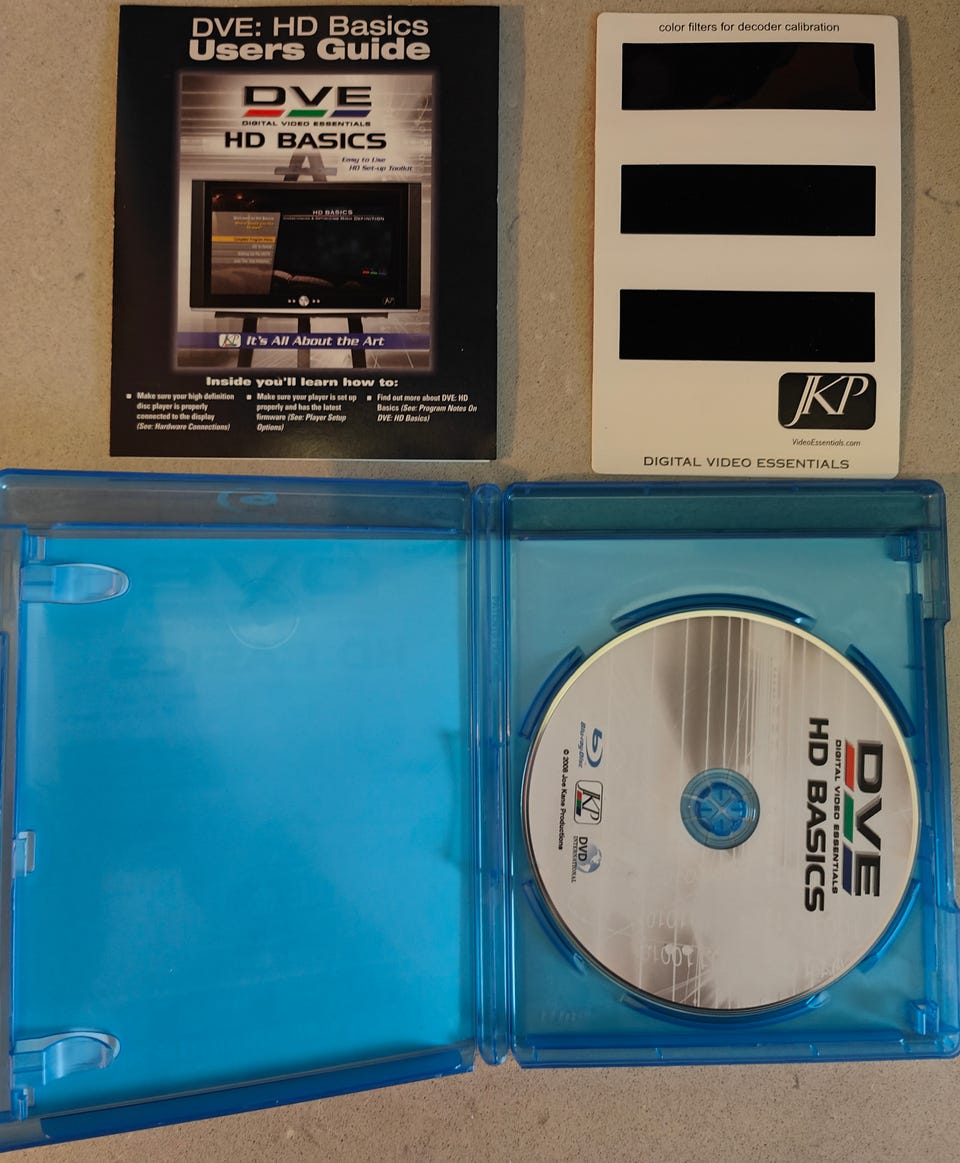 DVE: HD Basics
Users Guide
DVE
DIGITAL VIDEO ESSENTIALS
HD BASICS
Easy to Use
HD Set-up Toolkit
HD BASICS
JKP
JKP It's All About the Art
Inside you'll learn how to:
Make sure your high definition
disc player is properly
connected to the display
(See: Hardware Connections)
Make sure your player is set up
properly and has the latest
firmware (See: Player Setup
Options)
Find out more about DVE: HD
Basics (See: Program Notes On
DVE: HD Basics)
color filters for decoder calibration
JKP
VideoEssentials.com
DIGITAL VIDEO ESSENTIALS
DVE
DIGITAL VIDEO ESSENTIALS
HD BASICS
Blu-ray Disc
JKP
DVD
INTERNATIONAL
© 2008 Joe Kane Productions